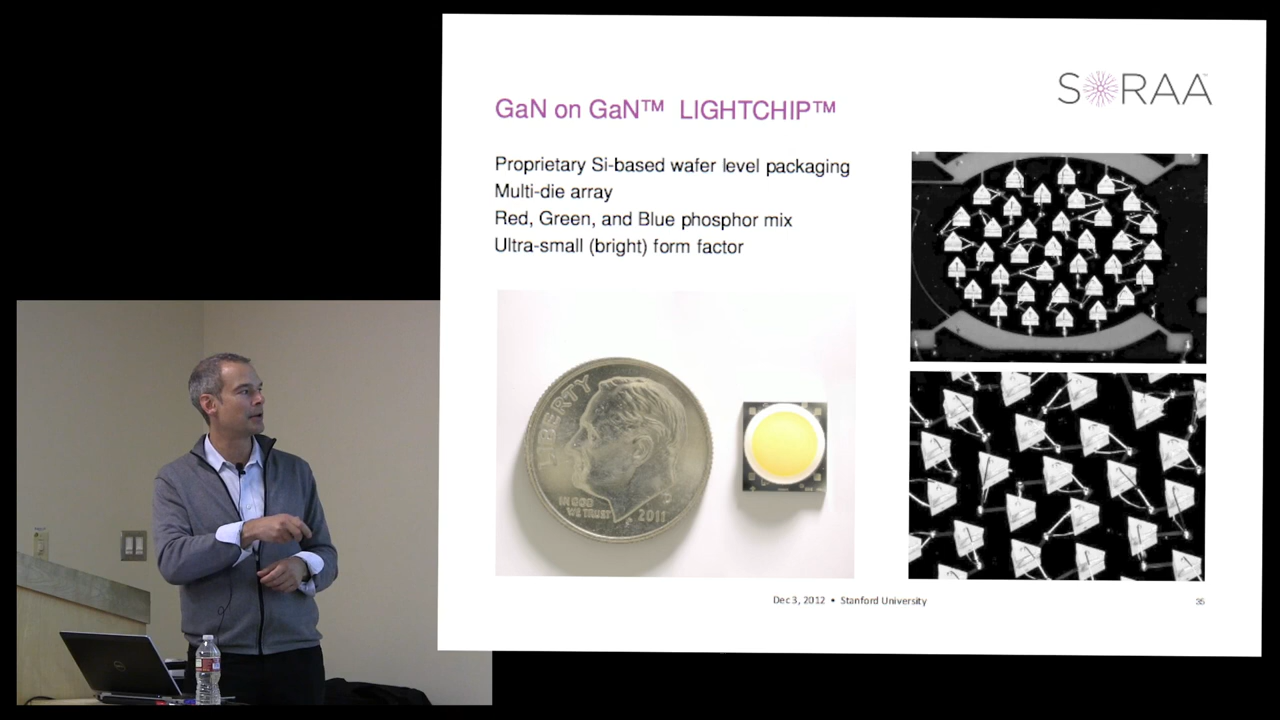 SORAA
GaN on GaN™ LIGHTCHIP™
Proprietary Si-based wafer level packaging
Multi-die array
Red, Green, and Blue phosphor mix
Ultra-small (bright) form factor
LIBERTY
IN GOD
WE TRUST
2011
Dec 3, 2012 • Stanford University
35
DELL